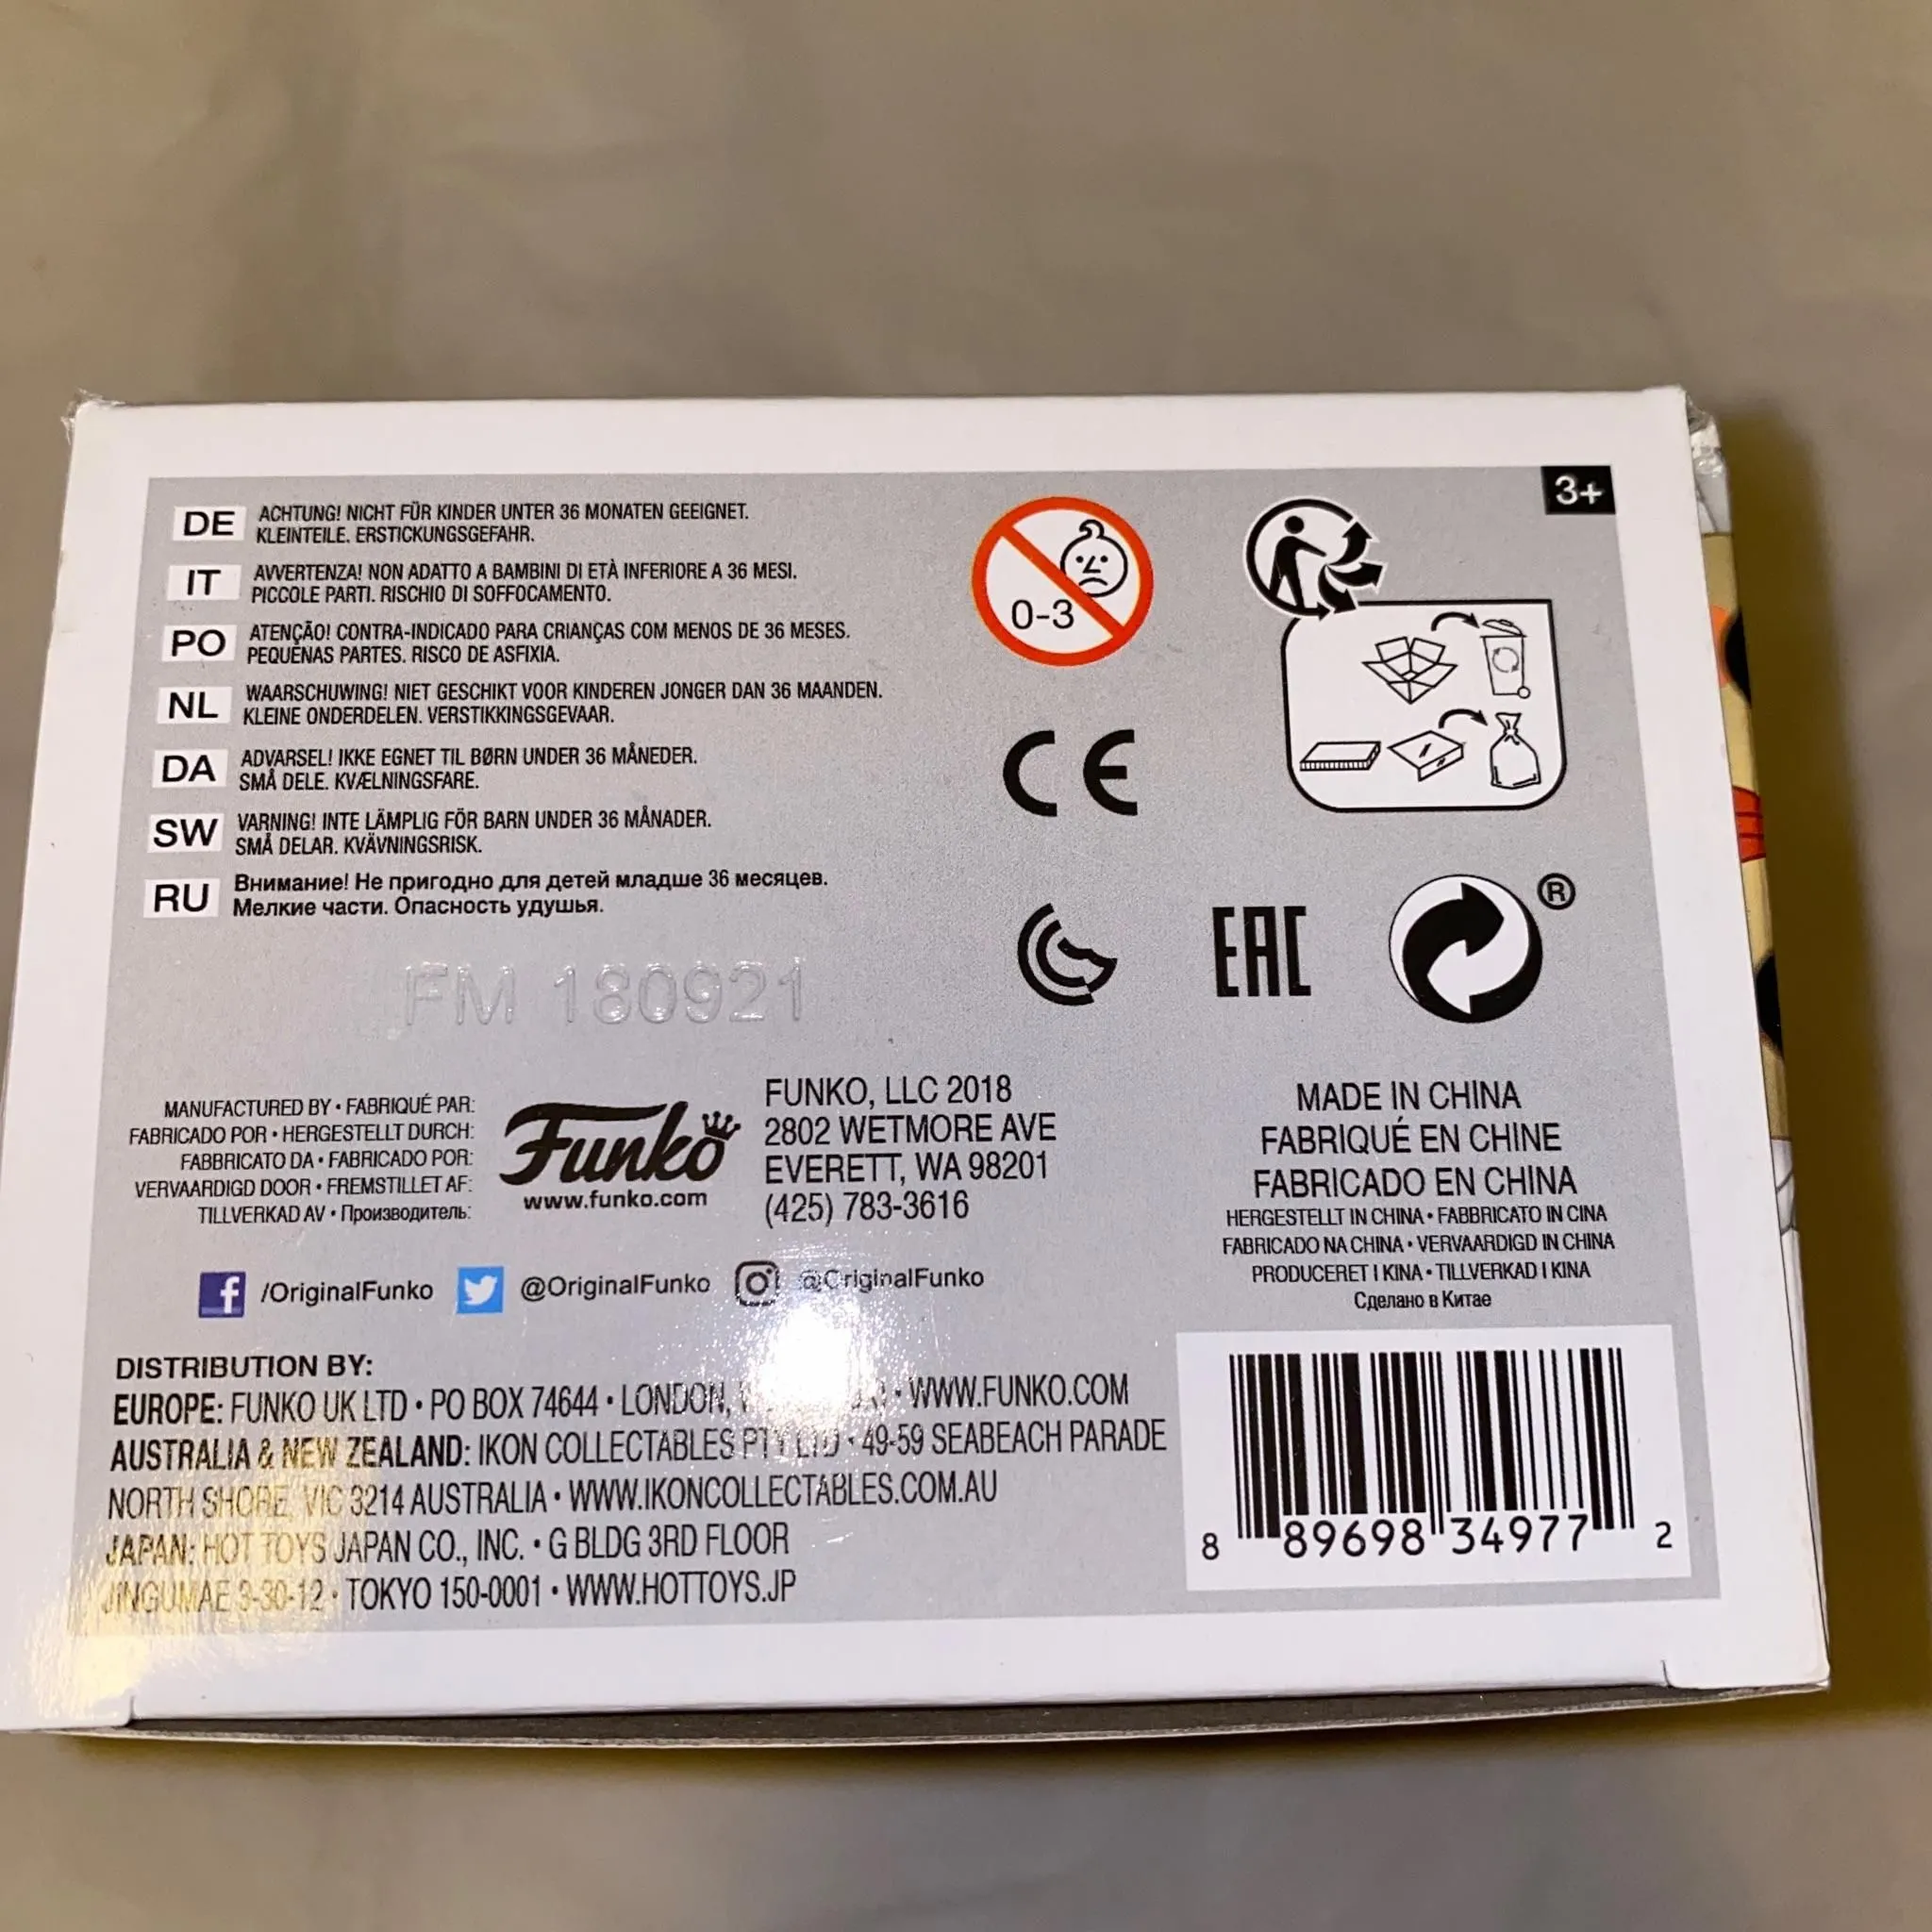 3+
DE ACHTUNG! NICHT FÜR KINDER UNTER 36 MONATEN GEEIGNET.
KLEINTEILE. ERSTICKUNGSGEFAHR.
IT AVVERTENZA! NON ADATTO A BAMBINI DI ETÀ INFERIORE A 36 MESI.
PICCOLE PARTI. RISCHIO DI SOFFOCAMENTO.
PO ATENÇÃO! CONTRA-INDICADO PARA CRIANÇAS COM MENOS DE 36 MESES.
PEQUENAS PARTES. RISCO DE ASFIXIA.
NL WAARSCHUWING! NIET GESCHIKT VOOR KINDEREN JONGER DAN 36 MAANDEN.
KLEINE ONDERDELEN. VERSTIKKINGSGEVAAR.
DA ADVARSEL! IKKE EGNET TIL BØRN UNDER 36 MÅNEDER.
SMÅ DELE. KVÆLNINGSFARE.
SW VARNING! INTE LÄMPLIG FÖR BARN UNDER 36 MÅNADER.
SMÅ DELAR. KVÄVNINGSRISK.
RU Внимание! Не пригодно для детей младше 36 месяцев.
Мелкие части. Опасность удушья.
0-3
CE
EAC
®
FM 180921
MANUFACTURED BY • FABRIQUÉ PAR:
FABRICADO POR • HERGESTELLT DURCH:
FABBRICATO DA • FABRICADO POR:
VERVAARDIGD DOOR • FREMSTILLET AF:
TILLVERKAD AV • Производитель:
Funko
www.funko.com
FUNKO, LLC 2018
2802 WETMORE AVE
EVERETT, WA 98201
(425) 783-3616
MADE IN CHINA
FABRIQUÉ EN CHINE
FABRICADO EN CHINA
HERGESTELLT IN CHINA • FABBRICATO IN CINA
FABRICADO NA CHINA • VERVAARDIGD IN CHINA
PRODUCERET I KINA • TILLVERKAD I KINA
Сделано в Китае
f /OriginalFunko @OriginalFunko @OriginalFunko
DISTRIBUTION BY:
EUROPE: FUNKO UK LTD • PO BOX 74644 • LONDON, • WWW.FUNKO.COM
AUSTRALIA & NEW ZEALAND: IKON COLLECTABLES PTY LTD • 49-59 SEABEACH PARADE
NORTH SHORE, VIC 3214 AUSTRALIA • WWW.IKONCOLLECTABLES.COM.AU
JAPAN: HOT TOYS JAPAN CO., INC. • G BLDG 3RD FLOOR
JINGUMAE 3-30-12 • TOKYO 150-0001 • WWW.HOTTOYS.JP
8 89698 34977 2